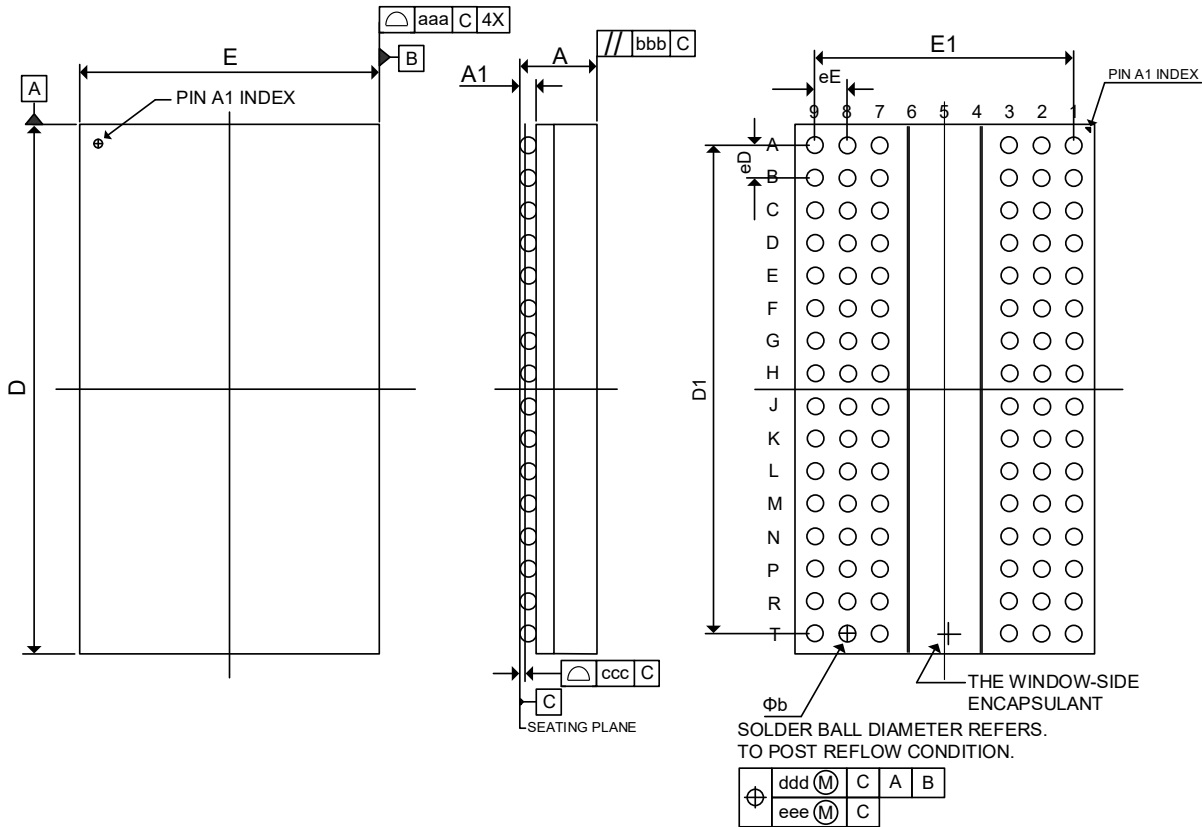 ⌓ aaa C 4X
B
E
A
PIN A1 INDEX
D
// bbb C
A
A1
⌓ ccc C
C
SEATING PLANE
E1
eE
PIN A1 INDEX
9 8 7 6 5 4 3 2 1
eD
D1
A
B
C
D
E
F
G
H
J
K
L
M
N
P
R
T
THE WINDOW-SIDE
ENCAPSULANT
Φb
SOLDER BALL DIAMETER REFERS.
TO POST REFLOW CONDITION.
⌖ ddd Ⓜ C A B
eee Ⓜ C